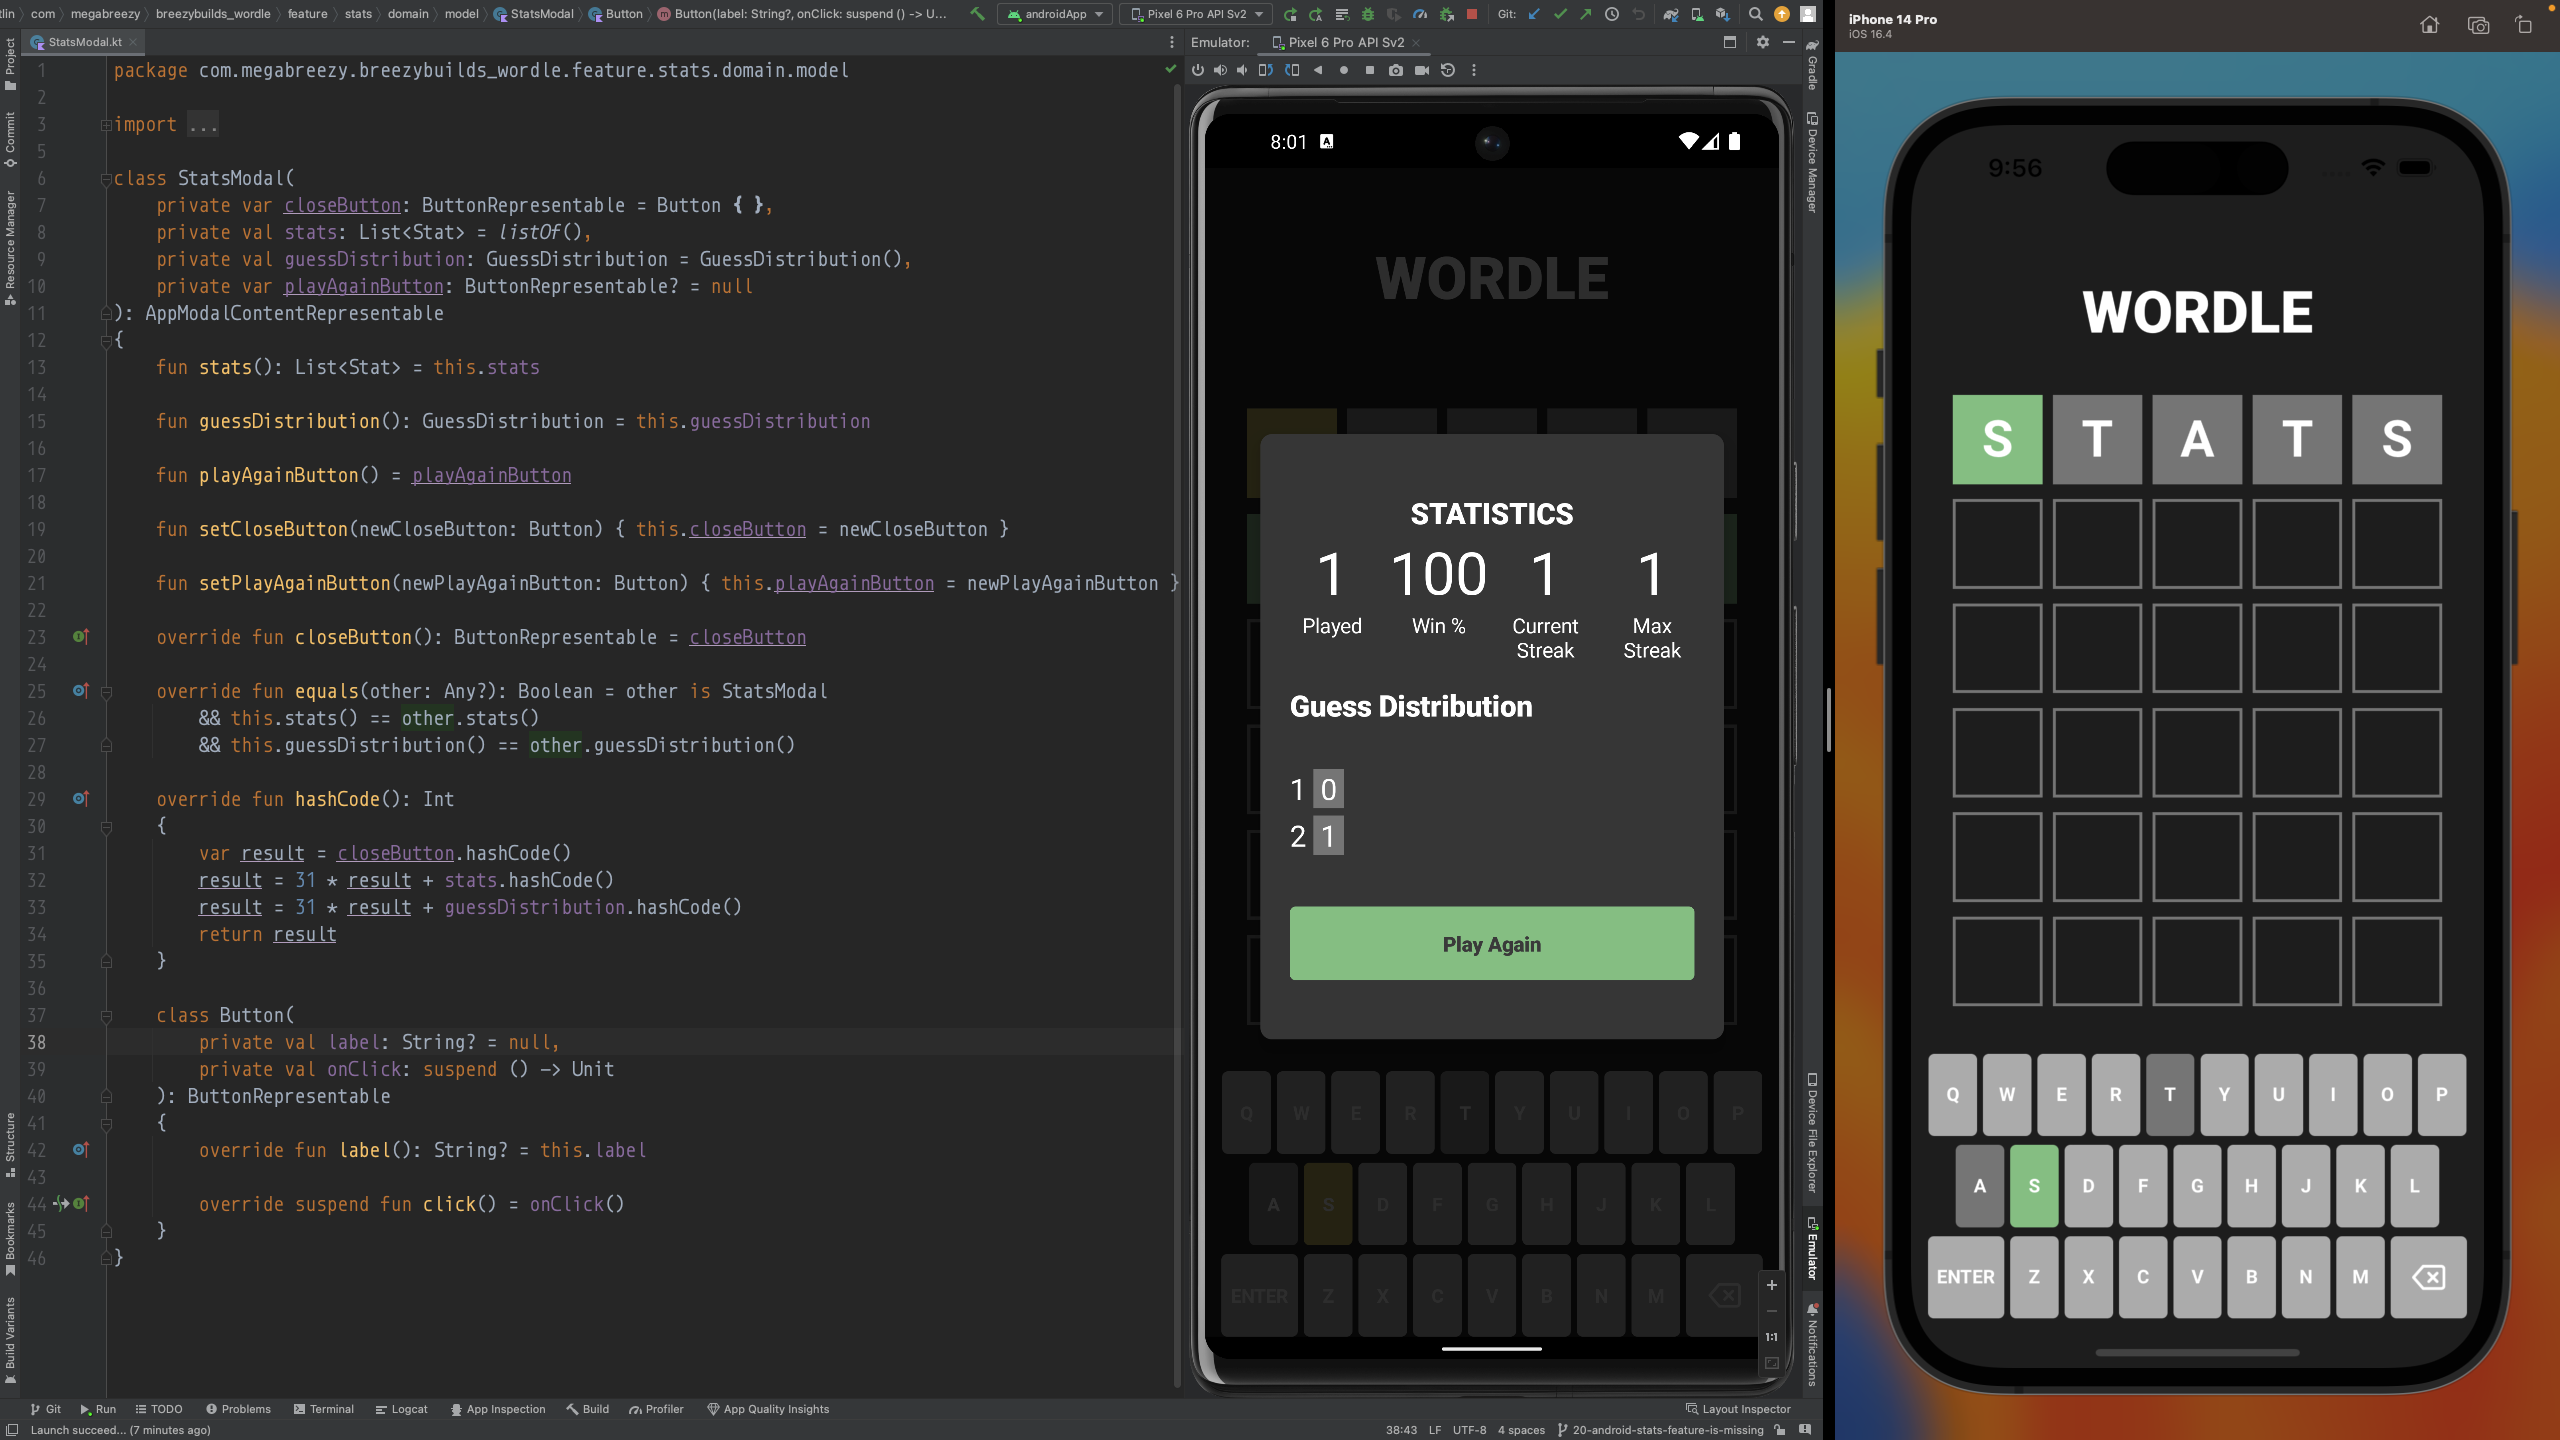 tlin com megabreezy breezybuilds_wordle feature stats domain model StatsModal Button Button(label: String?, onClick: suspend () -> U... androidApp Pixel 6 Pro API Sv2 Git:
StatsModal.kt
Emulator: Pixel 6 Pro API Sv2
Project
Commit
Resource Manager
Structure
Bookmarks
Build Variants
1 package com.megabreezy.breezybuilds_wordle.feature.stats.domain.model
2
3 import ...
5
6 class StatsModal(
7 private var closeButton: ButtonRepresentable = Button { },
8 private val stats: List<Stat> = listOf(),
9 private val guessDistribution: GuessDistribution = GuessDistribution(),
10 private var playAgainButton: ButtonRepresentable? = null
11 ): AppModalContentRepresentable
12 {
13 fun stats(): List<Stat> = this.stats
14
15 fun guessDistribution(): GuessDistribution = this.guessDistribution
16
17 fun playAgainButton() = playAgainButton
18
19 fun setCloseButton(newCloseButton: Button) { this.closeButton = newCloseButton }
20
21 fun setPlayAgainButton(newPlayAgainButton: Button) { this.playAgainButton = newPlayAgainButton }
22
23 override fun closeButton(): ButtonRepresentable = closeButton
24
25 override fun equals(other: Any?): Boolean = other is StatsModal
26 && this.stats() == other.stats()
27 && this.guessDistribution() == other.guessDistribution()
28
29 override fun hashCode(): Int
30 {
31 var result = closeButton.hashCode()
32 result = 31 * result + stats.hashCode()
33 result = 31 * result + guessDistribution.hashCode()
34 return result
35 }
36
37 class Button(
38 private val label: String? = null,
39 private val onClick: suspend () -> Unit
40 ): ButtonRepresentable
41 {
42 override fun label(): String? = this.label
43
44 override suspend fun click() = onClick()
45 }
46 }
8:01 A
WORDLE
STATISTICS
1 100 1 1
Played Win % Current Streak Max Streak
Guess Distribution
1 0
2 1
Play Again
Q W E R T Y U I O P
A S D F G H J K L
ENTER Z X C V B N M
1:1
Gradle
Device Manager
Device File Explorer
Emulator
Notifications
Git Run TODO Problems Terminal Logcat App Inspection Build Profiler App Quality Insights Layout Inspector
Launch succeed... (7 minutes ago) 38:43 LF UTF-8 4 spaces 20-android-stats-feature-is-missing
iPhone 14 Pro
iOS 16.4
9:56
WORDLE
S T A T S
Q W E R T Y U I O P
A S D F G H J K L
ENTER Z X C V B N M